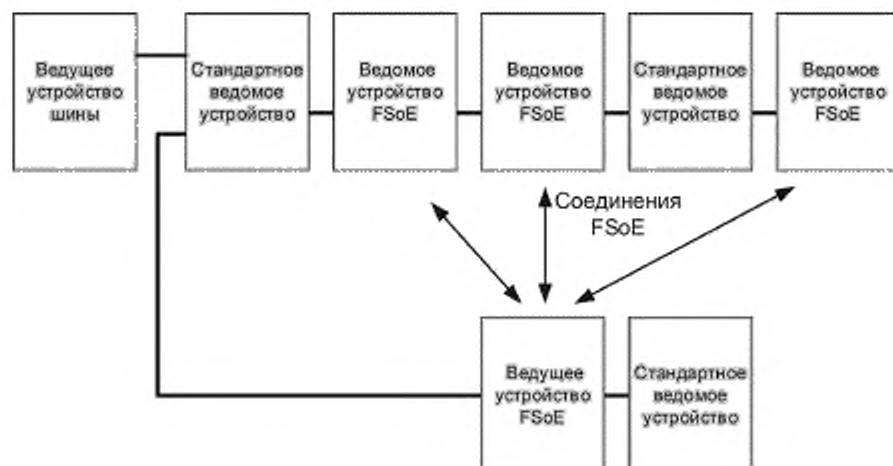 Ведущее
устройство
шины
Стандартное
ведомое
устройство
Ведомое
устройство
FSoE
Ведомое
устройство
FSoE
Стандартное
ведомое
устройство
Ведомое
устройство
FSoE
Соединения
FSoE
Ведущее
устройство
FSoE
Стандартное
ведомое
устройство